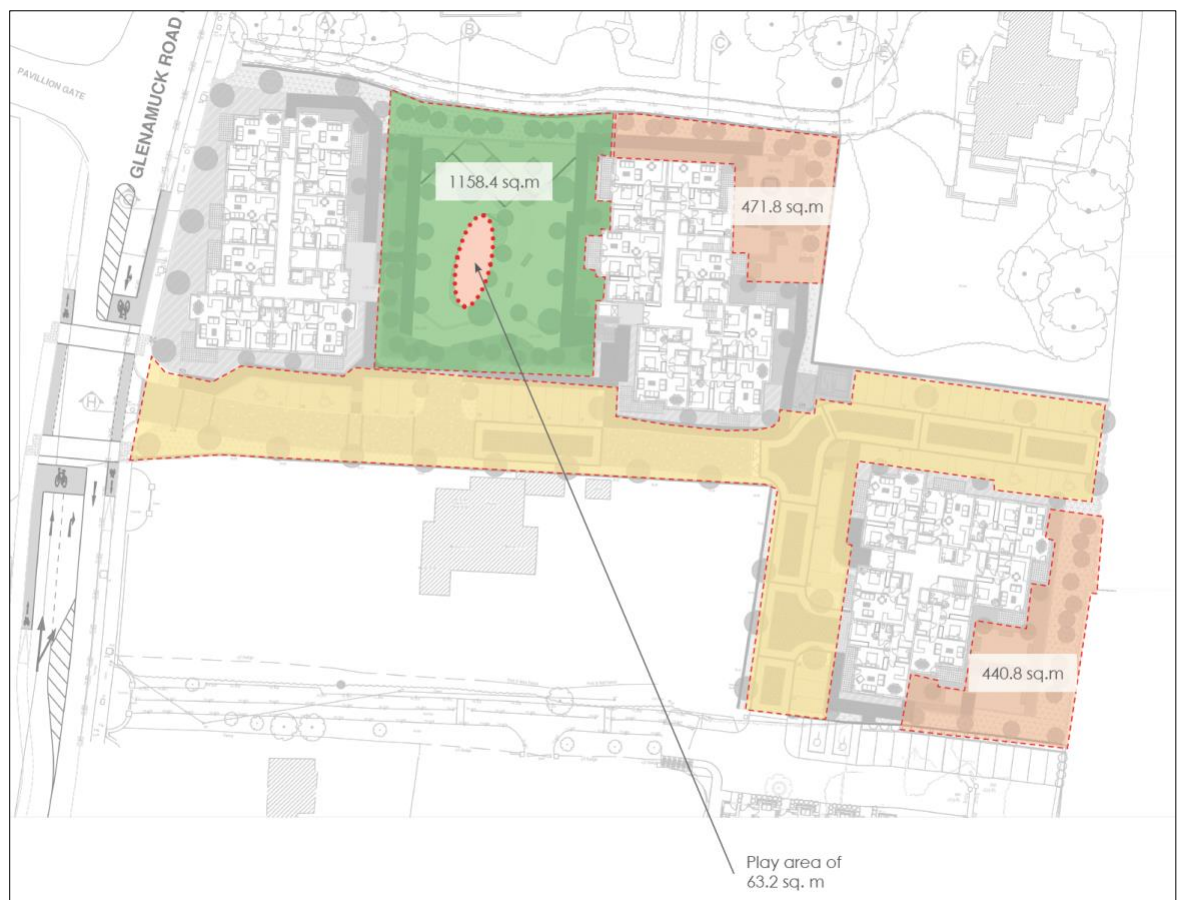 GLENAMUCK ROAD
PAVILLION GATE
A
B
C
E
F
1158.4 sq.m
471.8 sq.m
H
440.8 sq.m
Play area of
63.2 sq. m